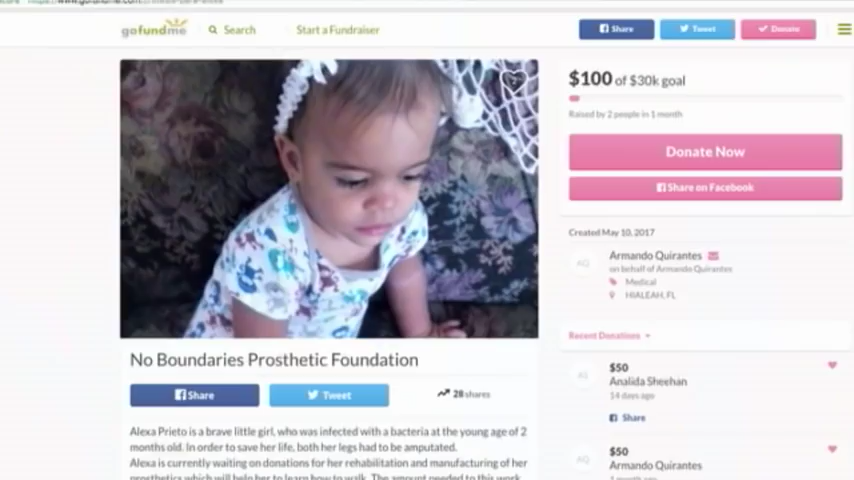 gofundme
Search
Start a Fundraiser
Share
Tweet
Donate
$100 of $30k goal
Raised by 2 people in 1 month
Donate Now
Share on Facebook
Created May 10, 2017
AQ
Armando Quirantes
on behalf of Armando Quirantes
Medical
HIALEAH, FL
No Boundaries Prosthetic Foundation
Share
Tweet
28 shares
Alexa Prieto is a brave little girl, who was infected with a bacteria at the young age of 2
months old. In order to save her life, both her legs had to be amputated.
Alexa is currently waiting on donations for her rehabilitation and manufacturing of her
prosthetics which will help her to learn how to walk. The amount needed to this work
Recent Donations
$50
Analida Sheehan
14 days ago
Share
$50
AQ
Armando Quirantes
1 month ago